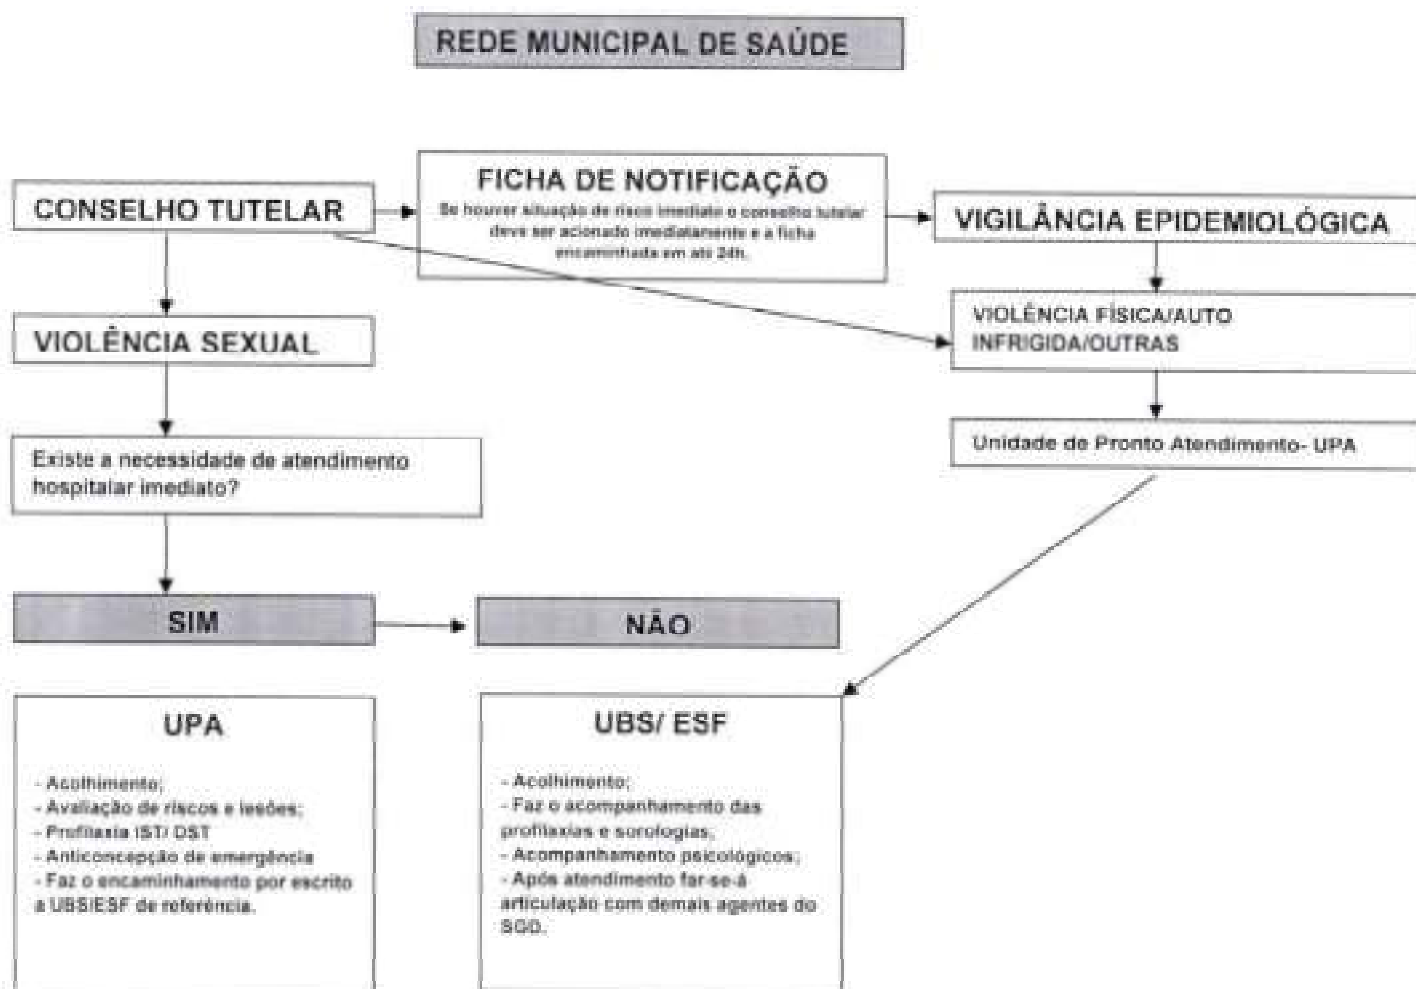 REDE MUNICIPAL DE SAÚDE
CONSELHO TUTELAR
FICHA DE NOTIFICAÇÃO
Se houver situação de risco imediato o conselho tutelar
deve ser acionado imediatamente e a ficha
encaminhada em até 24h.
VIGILÂNCIA EPIDEMIOLÓGICA
VIOLÊNCIA SEXUAL
VIOLÊNCIA FÍSICA/AUTO
INFRIGIDA/OUTRAS
Existe a necessidade de atendimento
hospitalar imediato?
Unidade de Pronto Atendimento- UPA
SIM
NÃO
UPA
- Acolhimento;
- Avaliação de riscos e lesões;
- Profilaxia IST/ DST
- Anticoncepção de emergência
- Faz o encaminhamento por escrito
a UBS/ESF de referência.
UBS/ ESF
- Acolhimento;
- Faz o acompanhamento das
profilaxias e sorologias;
- Acompanhamento psicológicos;
- Após atendimento far-se-á
articulação com demais agentes do
SGD.